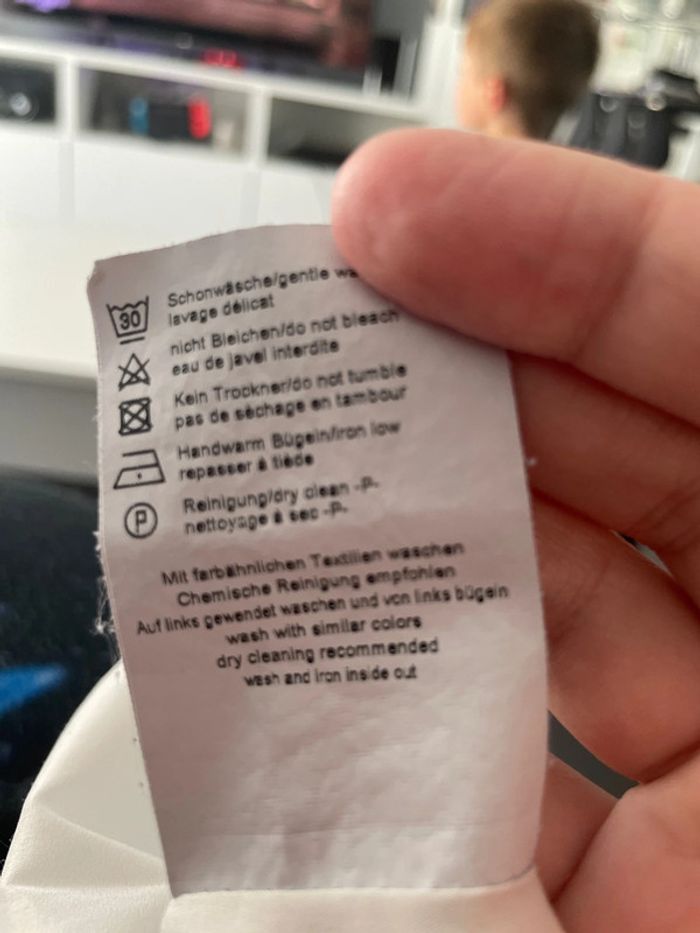 30
Schonwäsche/gentle
lavage délicat
nicht Bleichen/do not bleach
eau de javel interdite
Kein Trockner/do not tumble
pas de sèchage en tambour
Handwarm Bügeln/iron low
repasser à tiède
P
Reinigung/dry clean -P-
nettoyage à sec -P-
Mit farbähnlichen Textilien waschen
Chemische Reinigung empfohlen
Auf links gewendet waschen und von links bügeln
wash with similar colors
dry cleaning recommended
wash and iron inside out